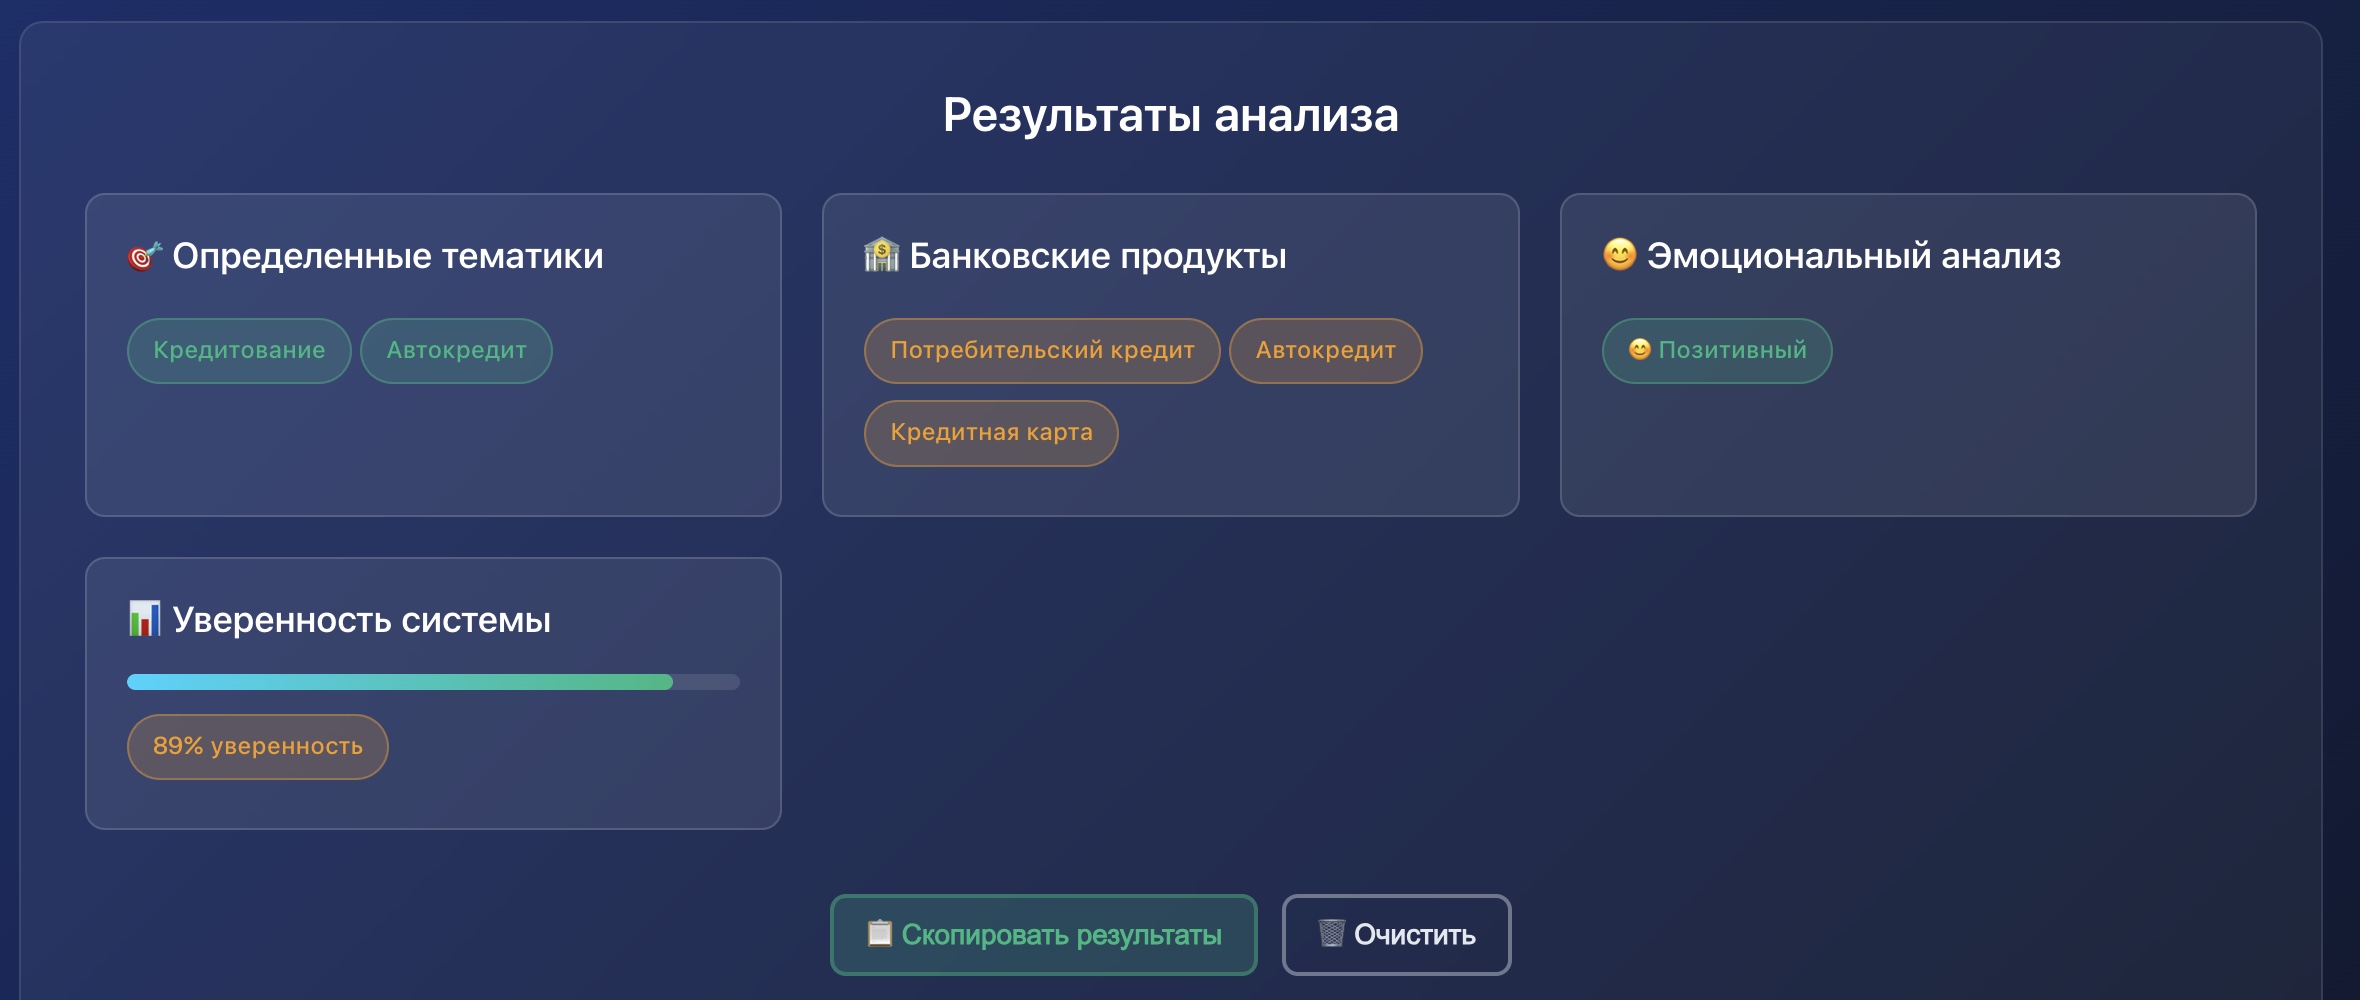 Результаты анализа
🎯 Определенные тематики
Кредитование Автокредит
🏦 Банковские продукты
Потребительский кредит Автокредит
Кредитная карта
😊 Эмоциональный анализ
😊 Позитивный
📊 Уверенность системы
89% уверенность
📋 Скопировать результаты
🗑️ Очистить